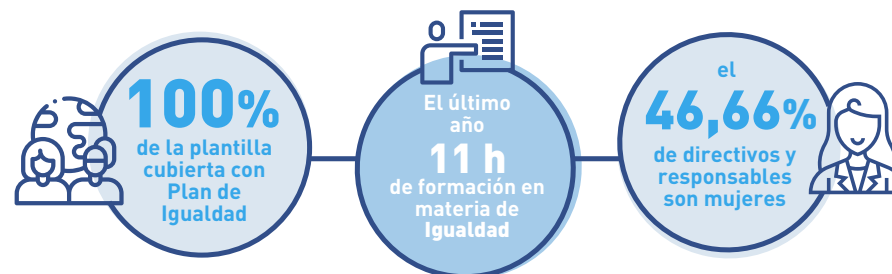 100%
de la plantilla
cubierta con
Plan de
Igualdad
El último
año
11 h
de formación en
materia de
Igualdad
el
46,66%
de directivos y
responsables
son mujeres